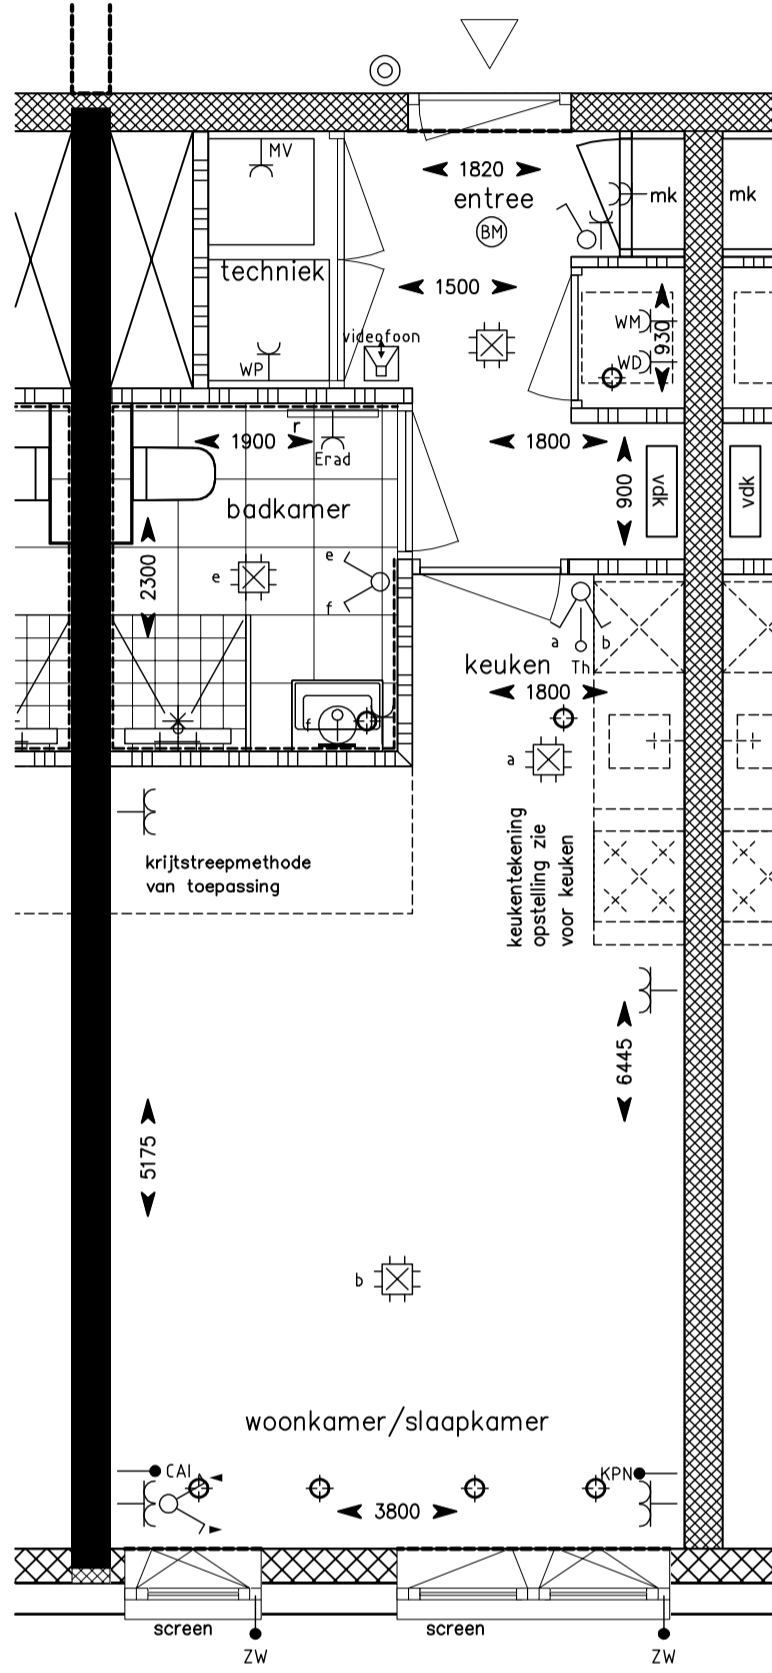 MV
1820
entree
BM
mk
mk
techniek
1500
videofoon
WP
WM
WD
930
r
1900
Erad
1800
900
vdk
vdk
badkamer
2300
e
e
f
a
b
Th
keuken
1800
f
a
krijtstreepmethode
van toepassing
keukentekening
opstelling zie
voor keuken
6445
5175
b
woonkamer/slaapkamer
CAI
KPN
3800
screen
screen
ZW
ZW